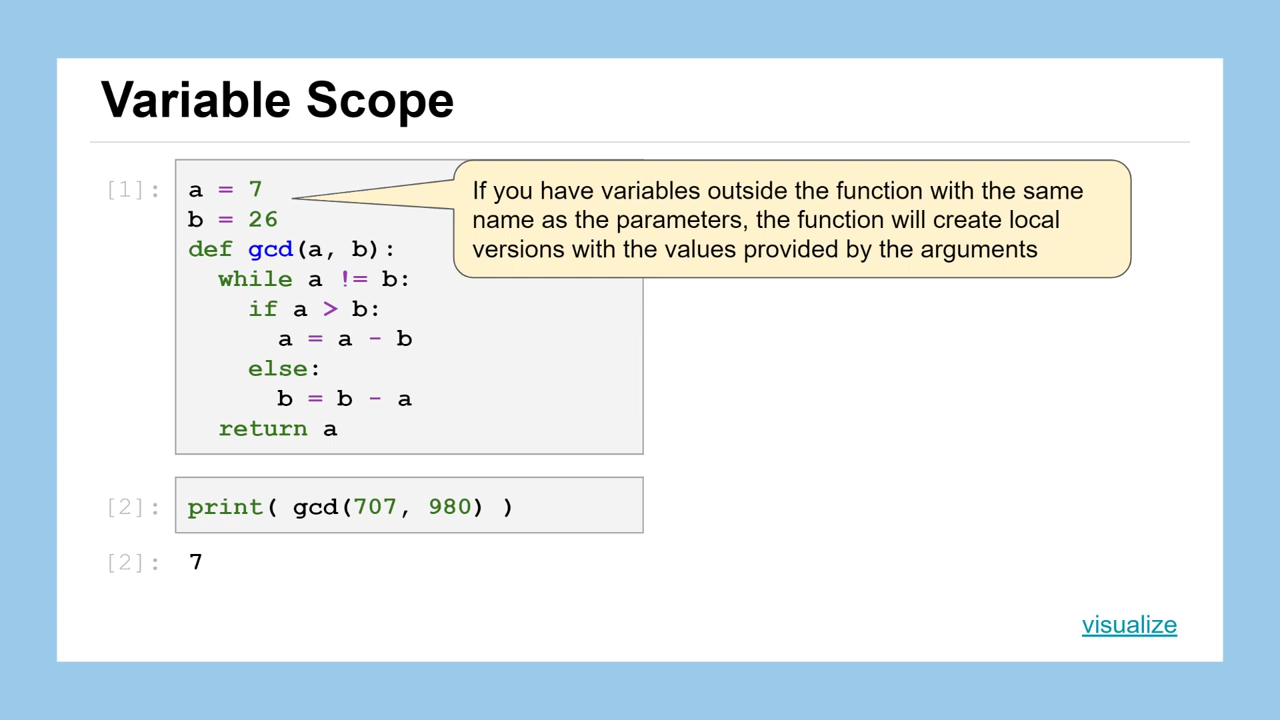 Variable Scope
[1]:
a = 7
b = 26
def gcd(a, b):
  while a != b:
    if a > b:
      a = a - b
    else:
      b = b - a
  return a
If you have variables outside the function with the same
name as the parameters, the function will create local
versions with the values provided by the arguments
[2]: print( gcd(707, 980) )
[2]: 7
visualize